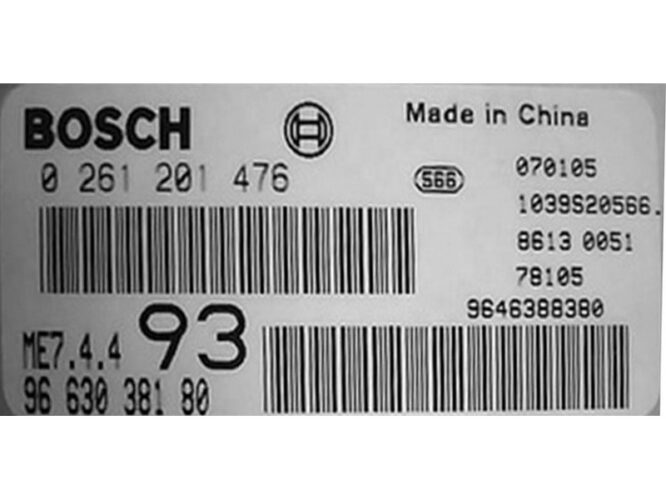 BOSCH
Made in China
0 261 201 476
566
070105
1039S20566.
8613 0051
78105
9646388380
ME7.4.4
93
96 630 381 80